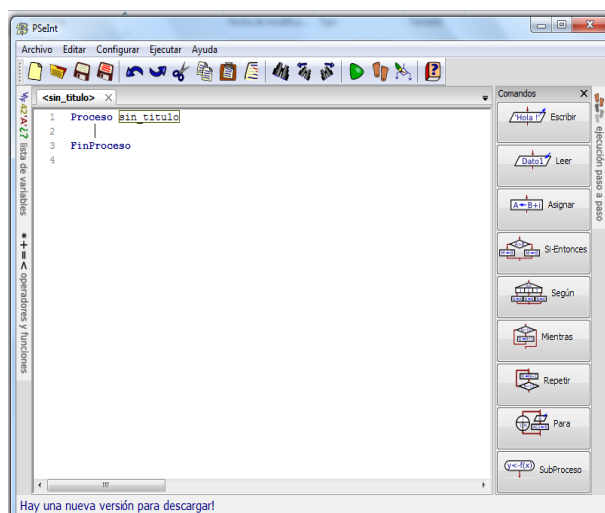 PSeInt
Archivo Editar Configurar Ejecutar Ayuda
<sin_titulo>
1 Proceso sin_titulo
2
3 FinProceso
4
42 'A' ¿? lista de variables
* + = < operadores y funciones
Comandos
'Hola !' Escribir
Dato1 Leer
A B+i Asignar
Si-Entonces
Según
Mientras
Repetir
Para
y<-f(x) SubProceso
ejecución paso a paso
Hay una nueva versión para descargar!